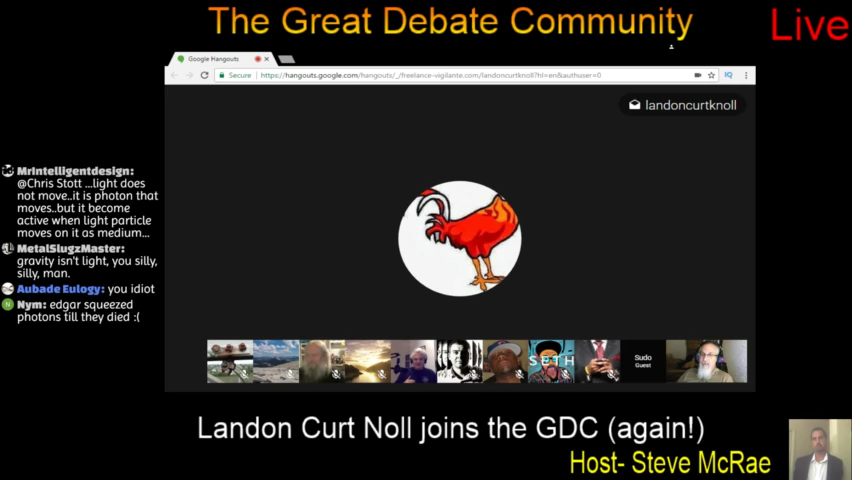 The Great Debate Community
Live
Google Hangouts
Secure
https://hangouts.google.com/hangouts/_/freelance-vigilante.com/landoncurtknoll?hl=en&authuser=0
IQ
landoncurtknoll
MrIntelligentdesign:
@Chris Stott ...light does
not move..it is photon that
moves..but it become
active when light particle
moves on it as medium...
MetalSlugzMaster:
gravity isn't light, you silly,
silly, man.
Aubade Eulogy: you idiot
N Nym: edgar squeezed
photons till they died :(
SETH
Sudo
Guest
Landon Curt Noll joins the GDC (again!)
Host- Steve McRae